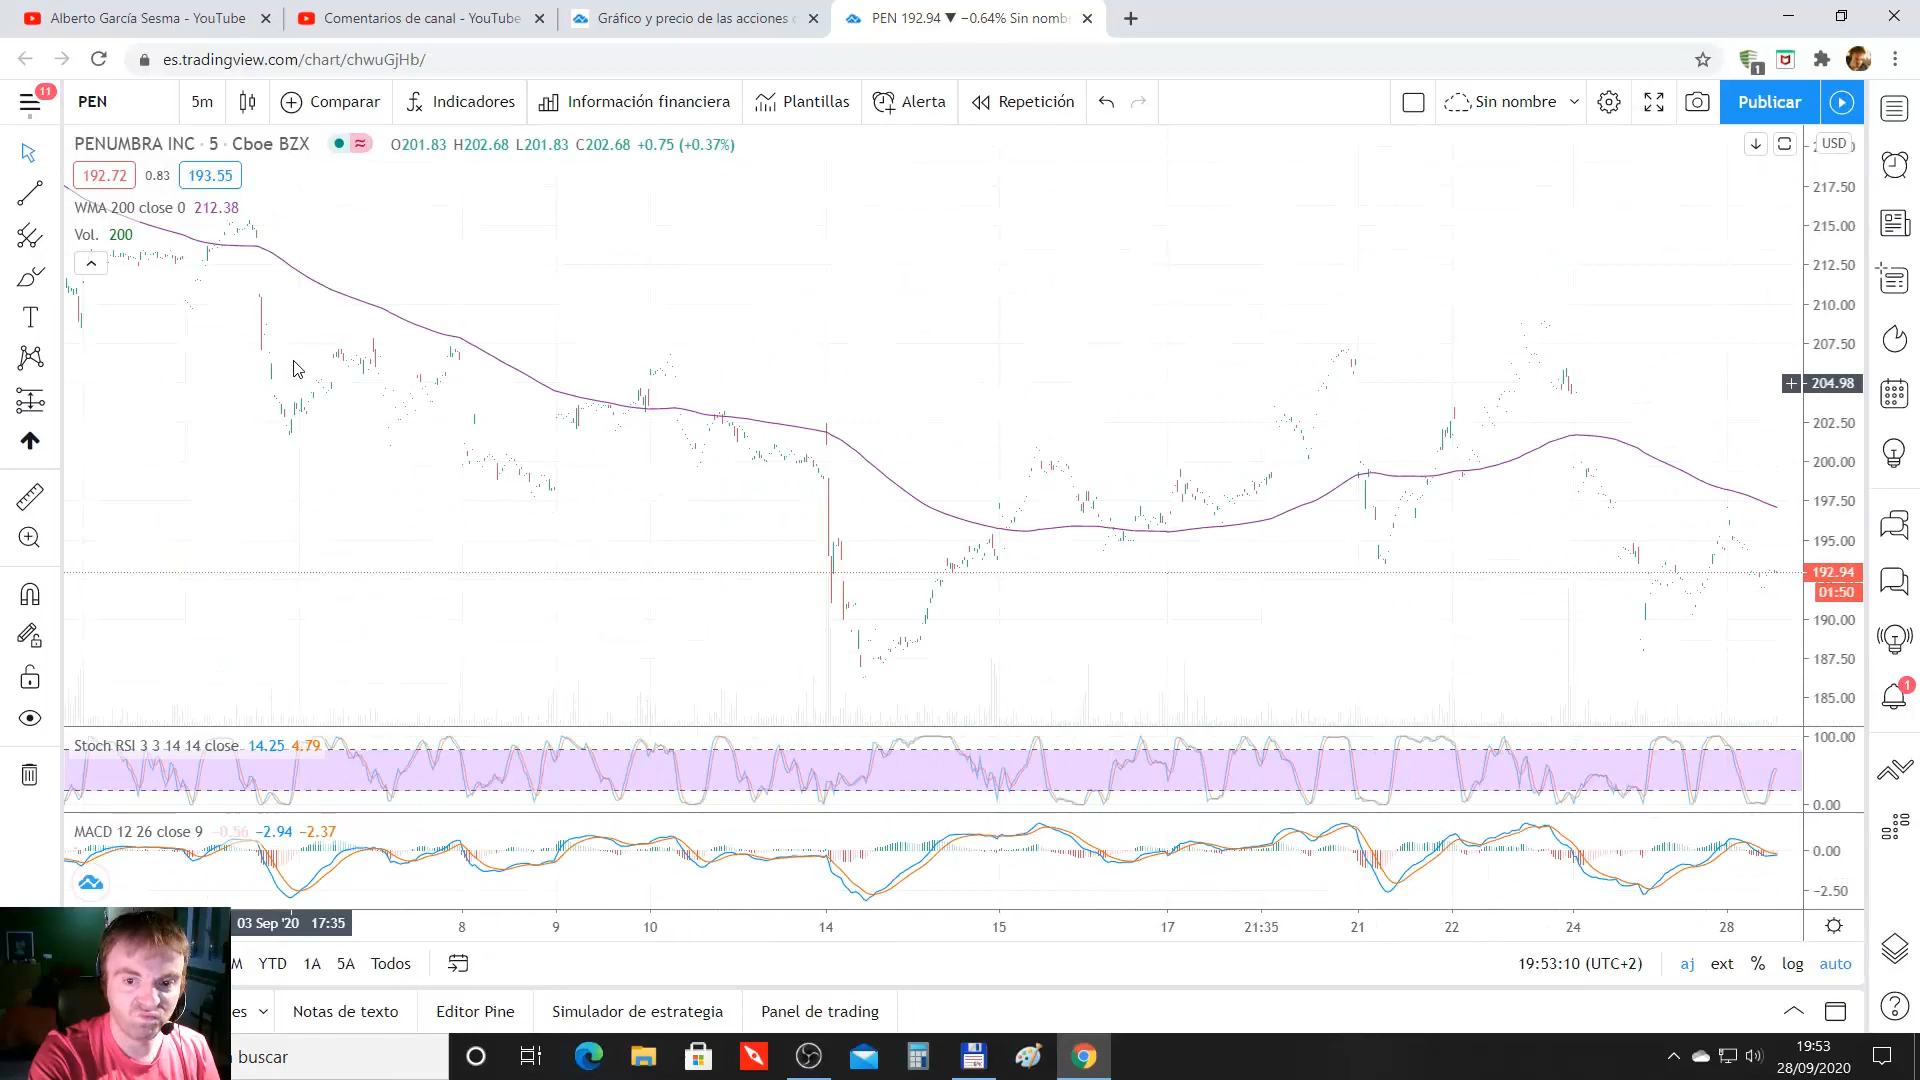 Alberto García Sesma - YouTube
Comentarios de canal - YouTube
Gráfico y precio de las acciones
PEN 192.94 ▼ −0.64% Sin nomb
es.tradingview.com/chart/chwuGjHb/
1
11
PEN
5m
Comparar
Indicadores
Información financiera
Plantillas
Alerta
Repetición
Sin nombre
Publicar
PENUMBRA INC · 5 · Cboe BZX
O201.83 H202.68 L201.83 C202.68 +0.75 (+0.37%)
USD
192.72
0.83
193.55
WMA 200 close 0 212.38
Vol. 200
217.50
215.00
212.50
210.00
207.50
204.98
202.50
200.00
197.50
195.00
192.94
01:50
190.00
187.50
185.00
1
Stoch RSI 3 3 14 14 close 14.25 4.79
100.00
0.00
MACD 12 26 close 9 −0.56 −2.94 −2.37
0.00
−2.50
03 Sep '20 17:35
8
9
10
14
15
17
21:35
21
22
24
28
M
YTD
1A
5A
Todos
19:53:10 (UTC+2)
aj
ext
%
log
auto
es
Notas de texto
Editor Pine
Simulador de estrategia
Panel de trading
buscar
19:53
28/09/2020